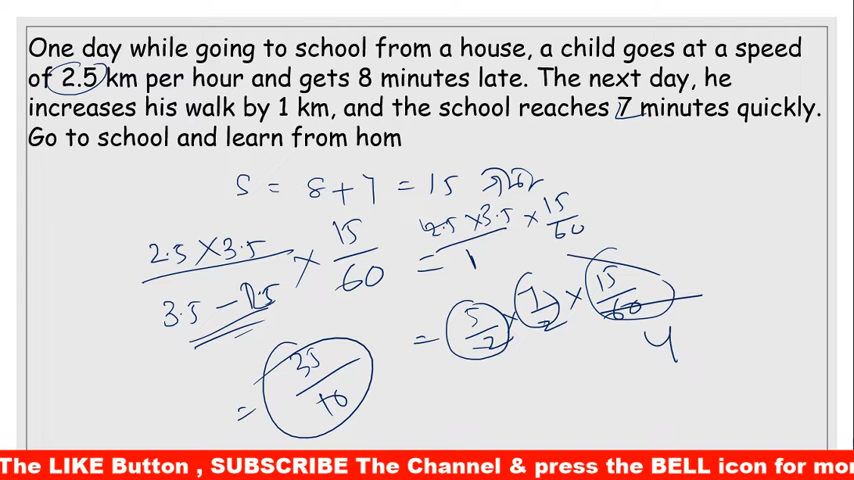 One day while going to school from a house, a child goes at a speed
of 2.5 km per hour and gets 8 minutes late. The next day, he
increases his walk by 1 km, and the school reaches 7 minutes quickly.
Go to school and learn from hom
S = 8+7 = 15
2.5 X 3.5 / 3.5 - 2.5 X 15/60 = 2.5 X 3.5 / 1 X 15/60
= 5/2 X 7/2 X 15/60
4
= 35/16
The LIKE Button , SUBSCRIBE The Channel & press the BELL icon for mor